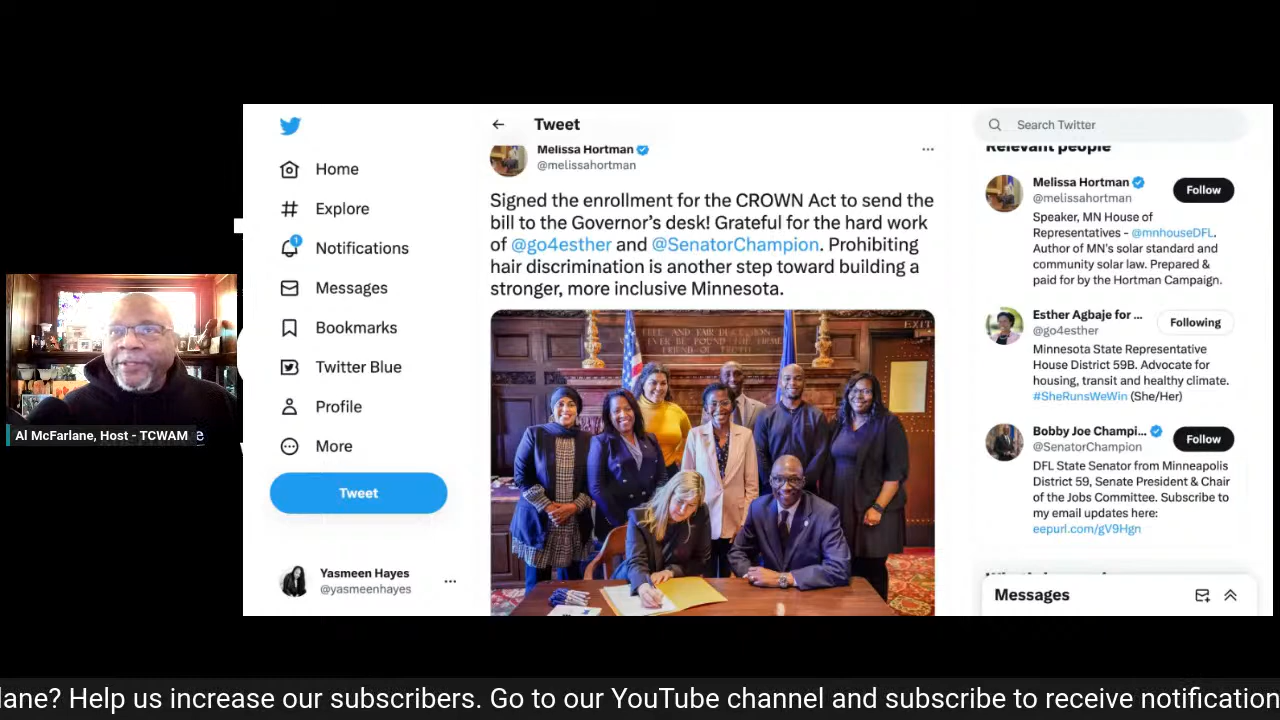 Home
Explore
Notifications
1
Messages
Bookmarks
Twitter Blue
Profile
More
Tweet
Yasmeen Hayes
@yasmeenhayes
Tweet
Melissa Hortman
@melissahortman
Signed the enrollment for the CROWN Act to send the
bill to the Governor's desk! Grateful for the hard work
of @go4esther and @SenatorChampion. Prohibiting
hair discrimination is another step toward building a
stronger, more inclusive Minnesota.
EXIT
FRIEND OF TRUTH
Search Twitter
Relevant people
Melissa Hortman
@melissahortman
Follow
Speaker, MN House of
Representatives - @mnhouseDFL.
Author of MN's solar standard and
community solar law. Prepared &
paid for by the Hortman Campaign.
Esther Agbaje for ...
@go4esther
Following
Minnesota State Representative
House District 59B. Advocate for
housing, transit and healthy climate.
#SheRunsWeWin (She/Her)
Bobby Joe Champi...
@SenatorChampion
Follow
DFL State Senator from Minneapolis
District 59, Senate President & Chair
of the Jobs Committee. Subscribe to
my email updates here:
eepurl.com/gV9Hgn
Messages
Al McFarlane, Host - TCWAM
lane? Help us increase our subscribers. Go to our YouTube channel and subscribe to receive notification